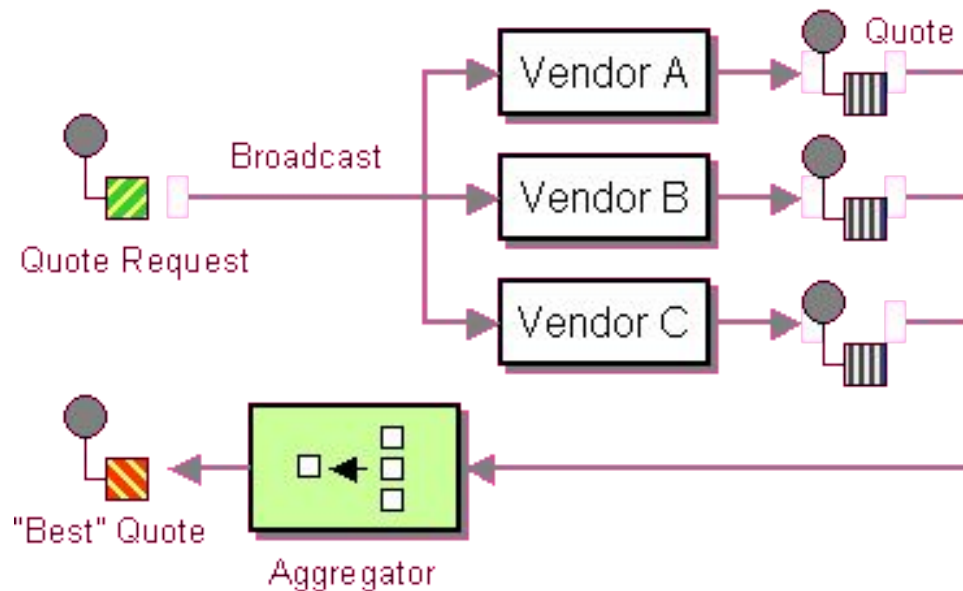 Vendor A
Quote
Broadcast
Vendor B
Quote Request
Vendor C
"Best" Quote
Aggregator